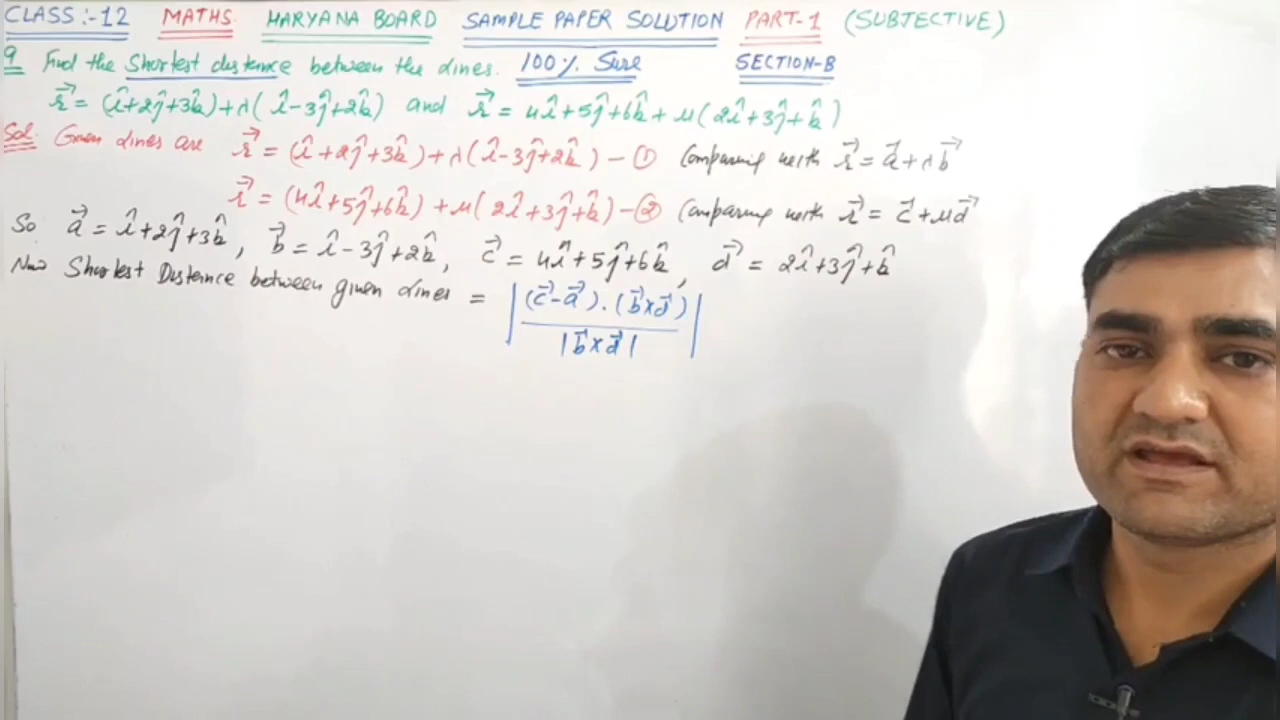 CLASS:-12 MATHS. HARYANA BOARD SAMPLE PAPER SOLUTION PART-1 (SUBJECTIVE)
Q Find the Shortest distance between the lines. 100% Sure SECTION-B
r⃗ = (î+2ĵ+3k̂)+λ(î-3ĵ+2k̂) and r⃗ = 4î+5ĵ+6k̂+μ(2î+3ĵ+k̂)
Sol. Given lines are r⃗ = (î+2ĵ+3k̂)+λ(î-3ĵ+2k̂) – ① Comparing with r⃗ = a⃗+λb⃗
r⃗ = (4î+5ĵ+6k̂)+μ(2î+3ĵ+k̂) – ② Comparing with r⃗ = c⃗+μd⃗
So a⃗ = î+2ĵ+3k̂, b⃗ = î-3ĵ+2k̂, c⃗ = 4î+5ĵ+6k̂, d⃗ = 2î+3ĵ+k̂
Now Shortest Distance between given lines = | (c⃗-a⃗).(b⃗×d⃗) / |b⃗×d⃗| |